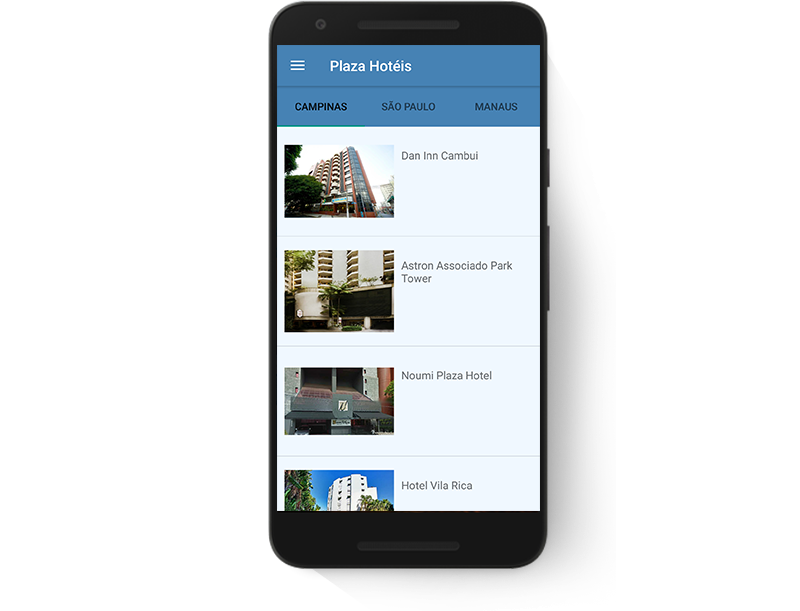 Plaza Hotéis
CAMPINAS
SÃO PAULO
MANAUS
Dan Inn Cambui
Astron Associado Park
Tower
Noumi Plaza Hotel
Hotel Vila Rica